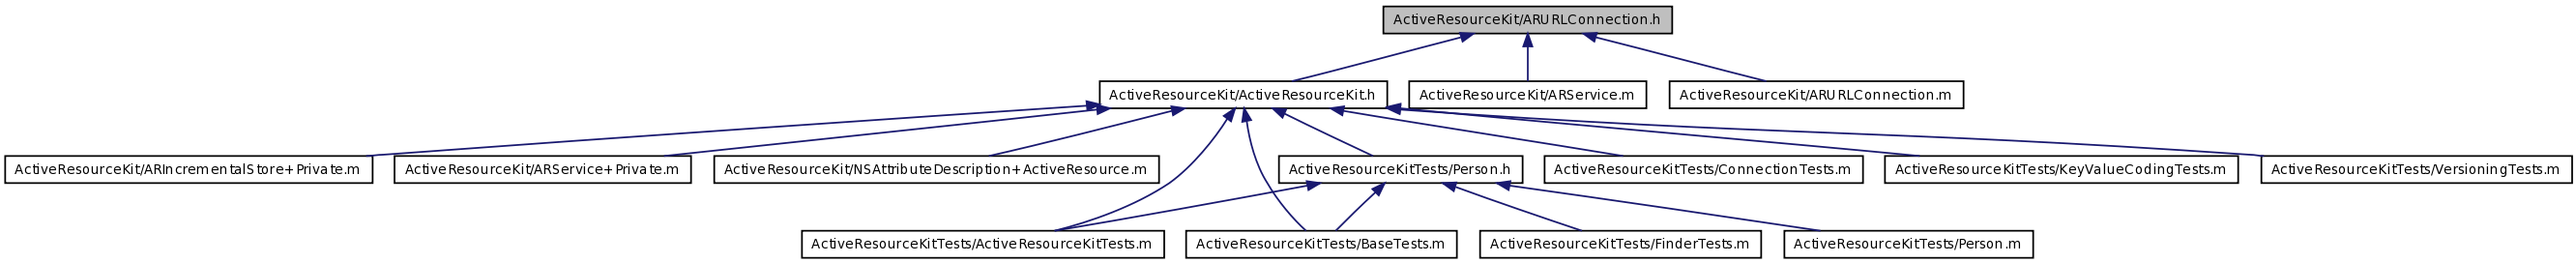 ActiveResourceKit/ARURLConnection.h
ActiveResourceKit/ActiveResourceKit.h
ActiveResourceKit/ARService.m
ActiveResourceKit/ARURLConnection.m
ActiveResourceKit/ARIncrementalStore+Private.m
ActiveResourceKit/ARService+Private.m
ActiveResourceKit/NSAttributeDescription+ActiveResource.m
ActiveResourceKitTests/Person.h
ActiveResourceKitTests/ConnectionTests.m
ActiveResourceKitTests/KeyValueCodingTests.m
ActiveResourceKitTests/VersioningTests.m
ActiveResourceKitTests/ActiveResourceKitTests.m
ActiveResourceKitTests/BaseTests.m
ActiveResourceKitTests/FinderTests.m
ActiveResourceKitTests/Person.m